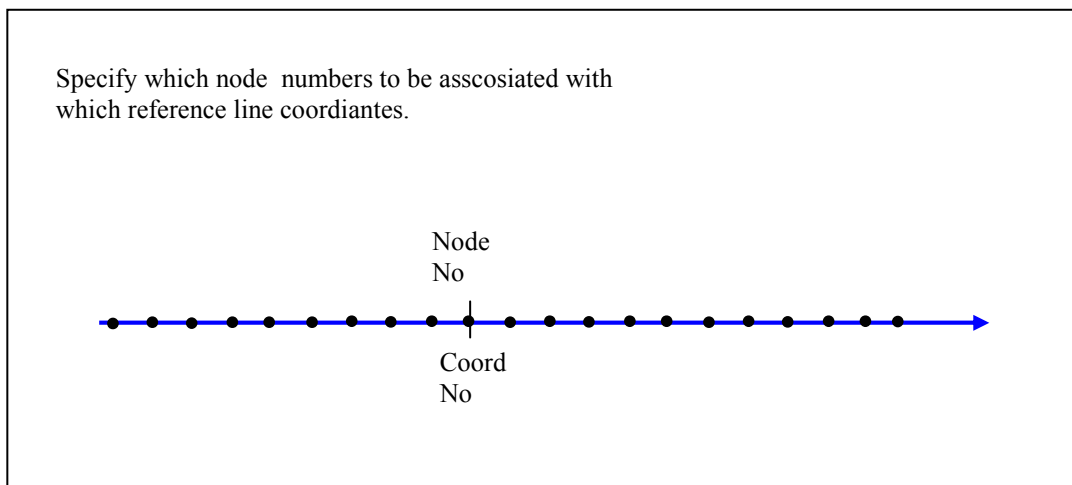 Specify which node  numbers to be asscosiated with
which reference line coordiantes.
Node
No
Coord
No